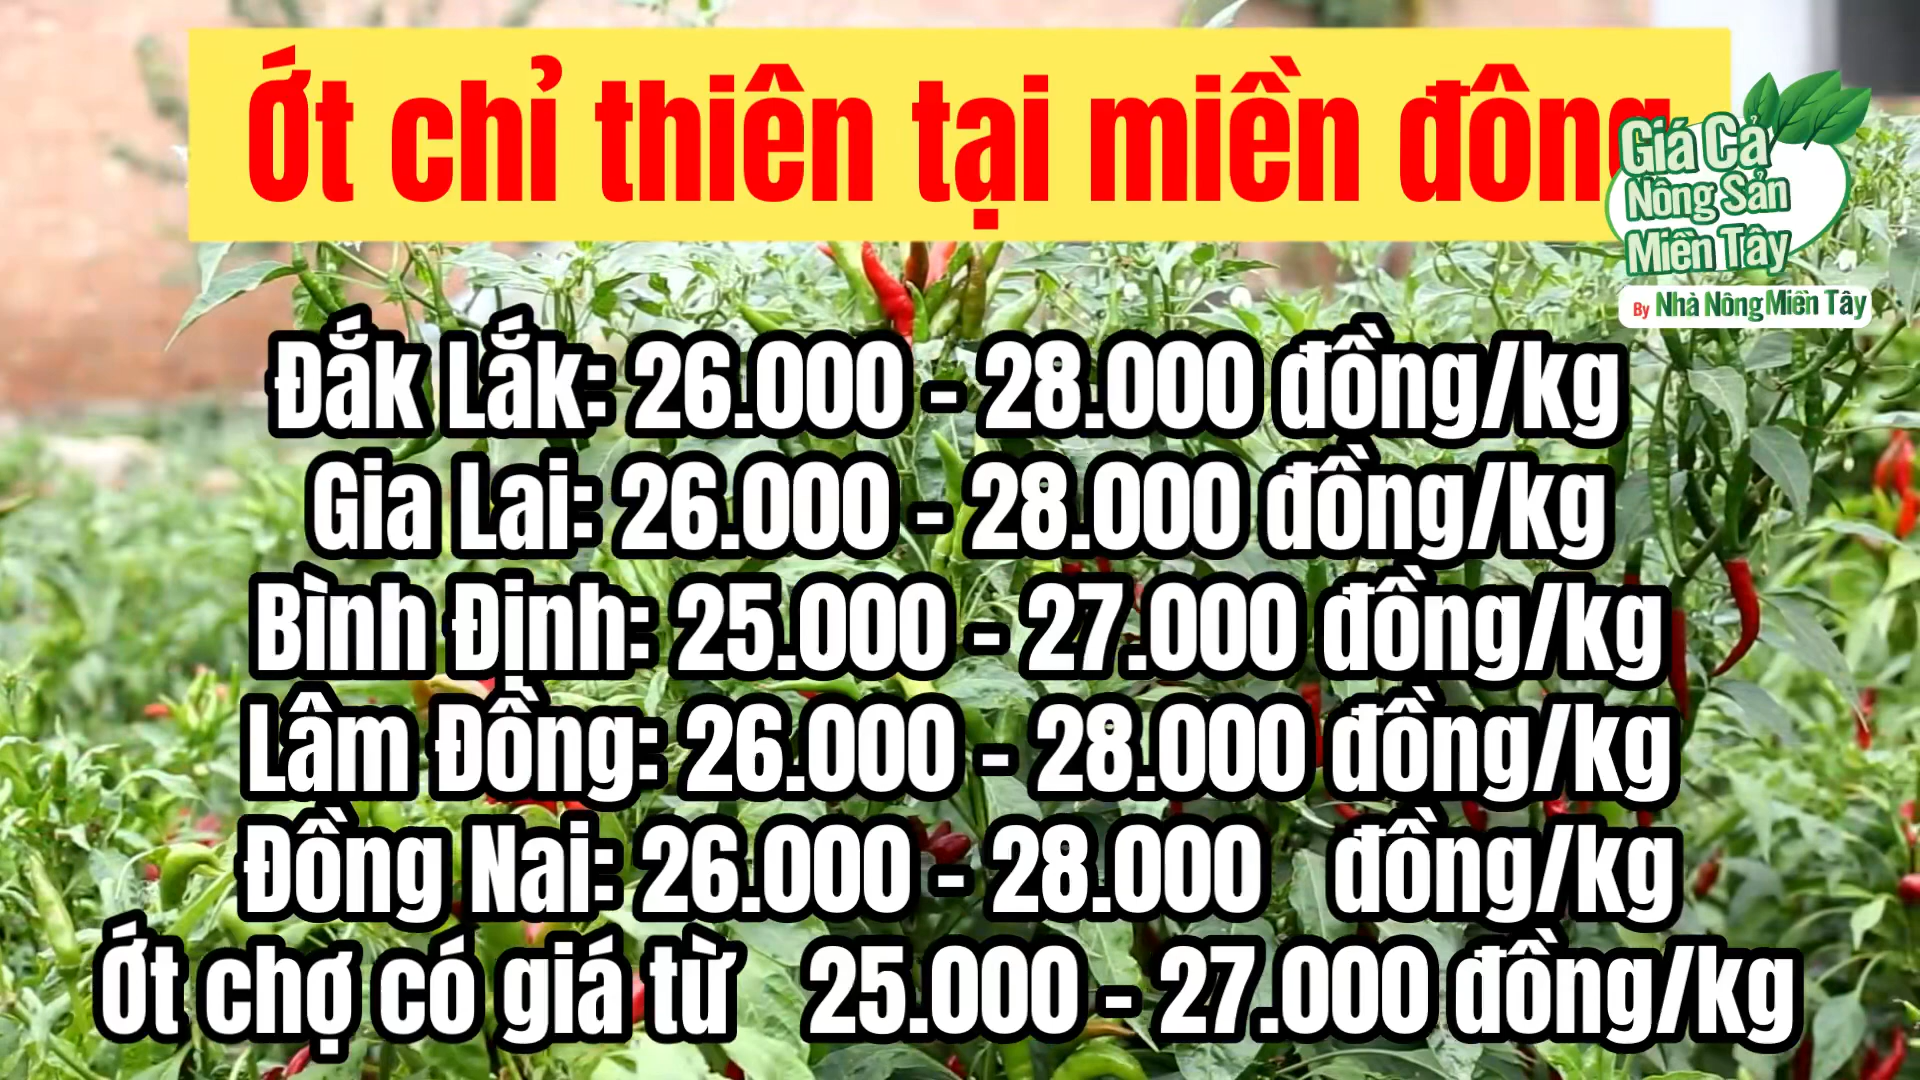 Ớt chỉ thiên tại miền đông
Giá Cả
Nông Sản
Miền Tây
By Nhà Nông Miền Tây
Đắk Lắk: 26.000 - 28.000 đồng/kg
Gia Lai: 26.000 - 28.000 đồng/kg
Bình Định: 25.000 - 27.000 đồng/kg
Lâm Đồng: 26.000 - 28.000 đồng/kg
Đồng Nai: 26.000 - 28.000 đồng/kg
Ớt chợ có giá từ 25.000 - 27.000 đồng/kg